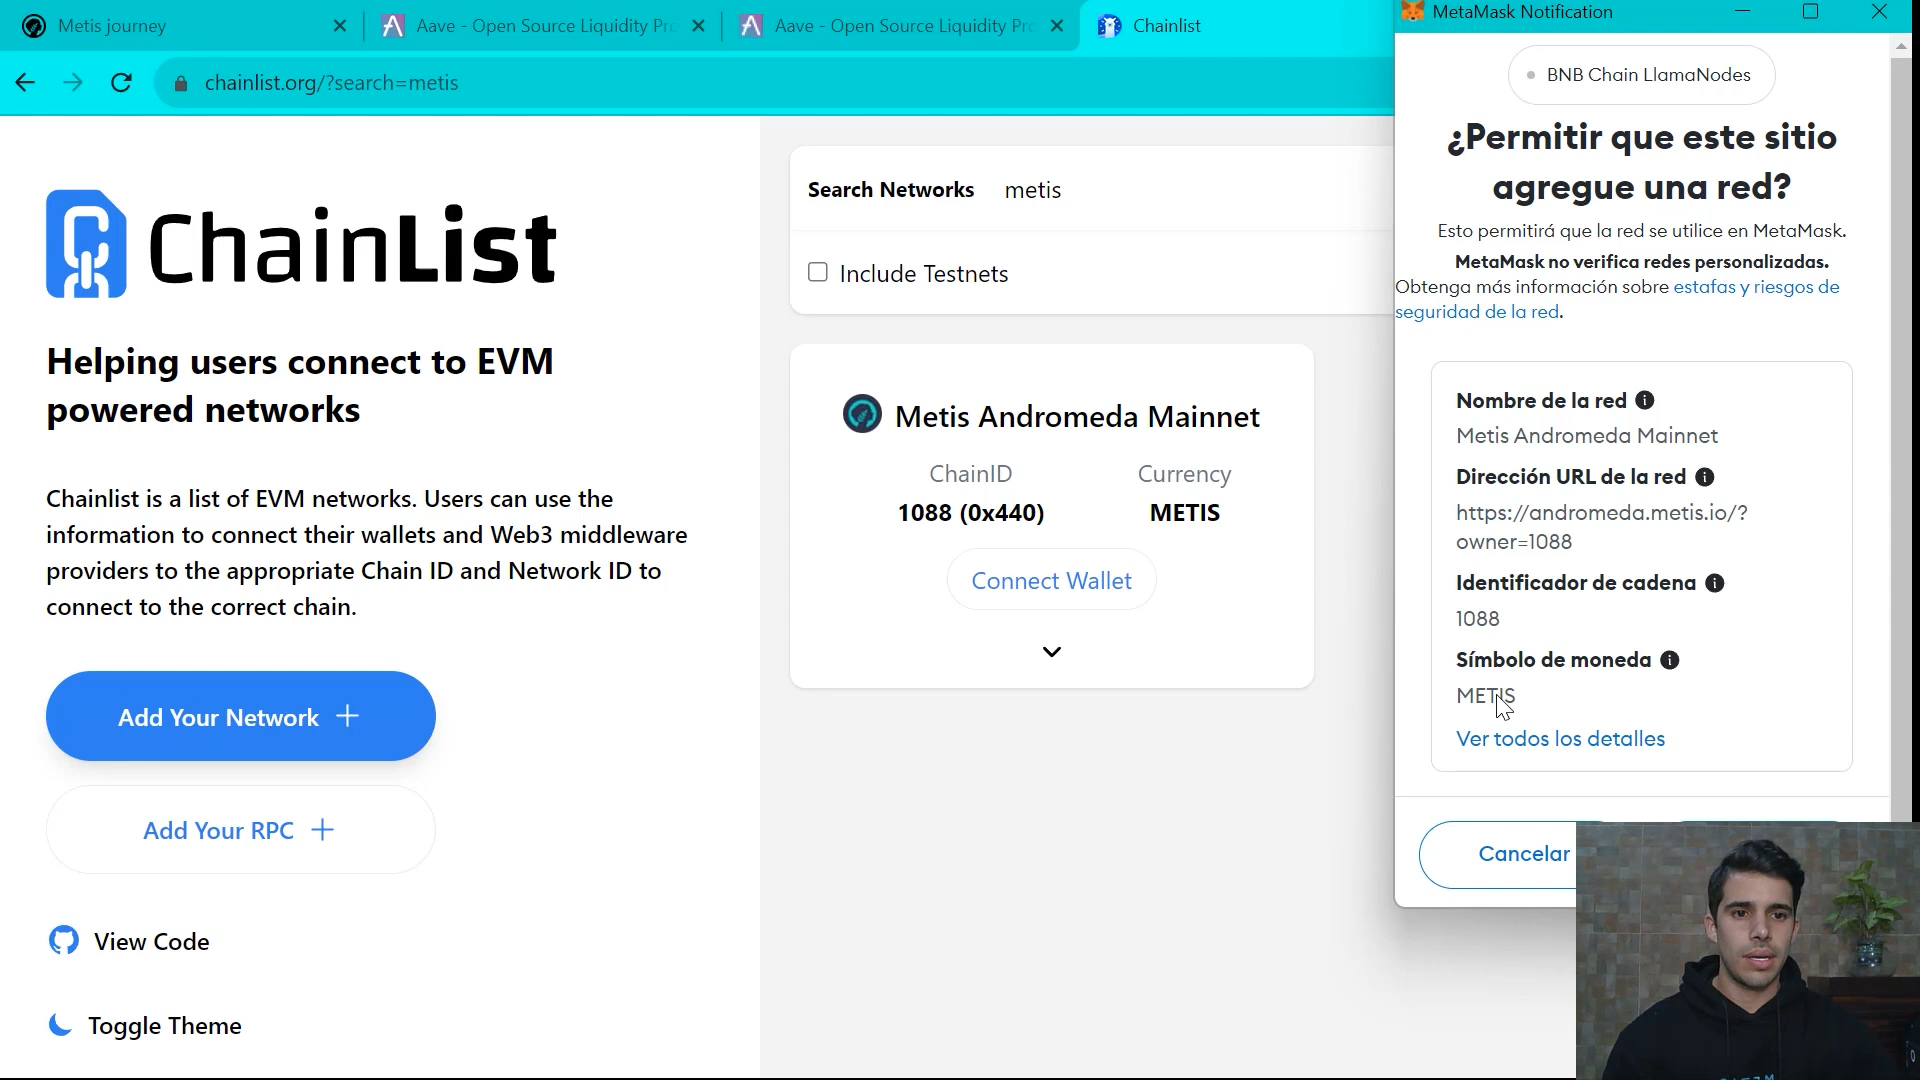 Metis journey
Aave - Open Source Liquidity Pro
Aave - Open Source Liquidity Pro
Chainlist
chainlist.org/?search=metis
ChainList
Helping users connect to EVM
powered networks
Chainlist is a list of EVM networks. Users can use the
information to connect their wallets and Web3 middleware
providers to the appropriate Chain ID and Network ID to
connect to the correct chain.
Add Your Network
Add Your RPC
View Code
Toggle Theme
Search Networks metis
Include Testnets
Metis Andromeda Mainnet
ChainID Currency
1088 (0x440) METIS
Connect Wallet
MetaMask Notification
BNB Chain LlamaNodes
¿Permitir que este sitio
agregue una red?
Esto permitirá que la red se utilice en MetaMask.
MetaMask no verifica redes personalizadas.
Obtenga más información sobre estafas y riesgos de
seguridad de la red.
Nombre de la red
Metis Andromeda Mainnet
Dirección URL de la red
https://andromeda.metis.io/?
owner=1088
Identificador de cadena
1088
Símbolo de moneda
METIS
Ver todos los detalles
Cancelar